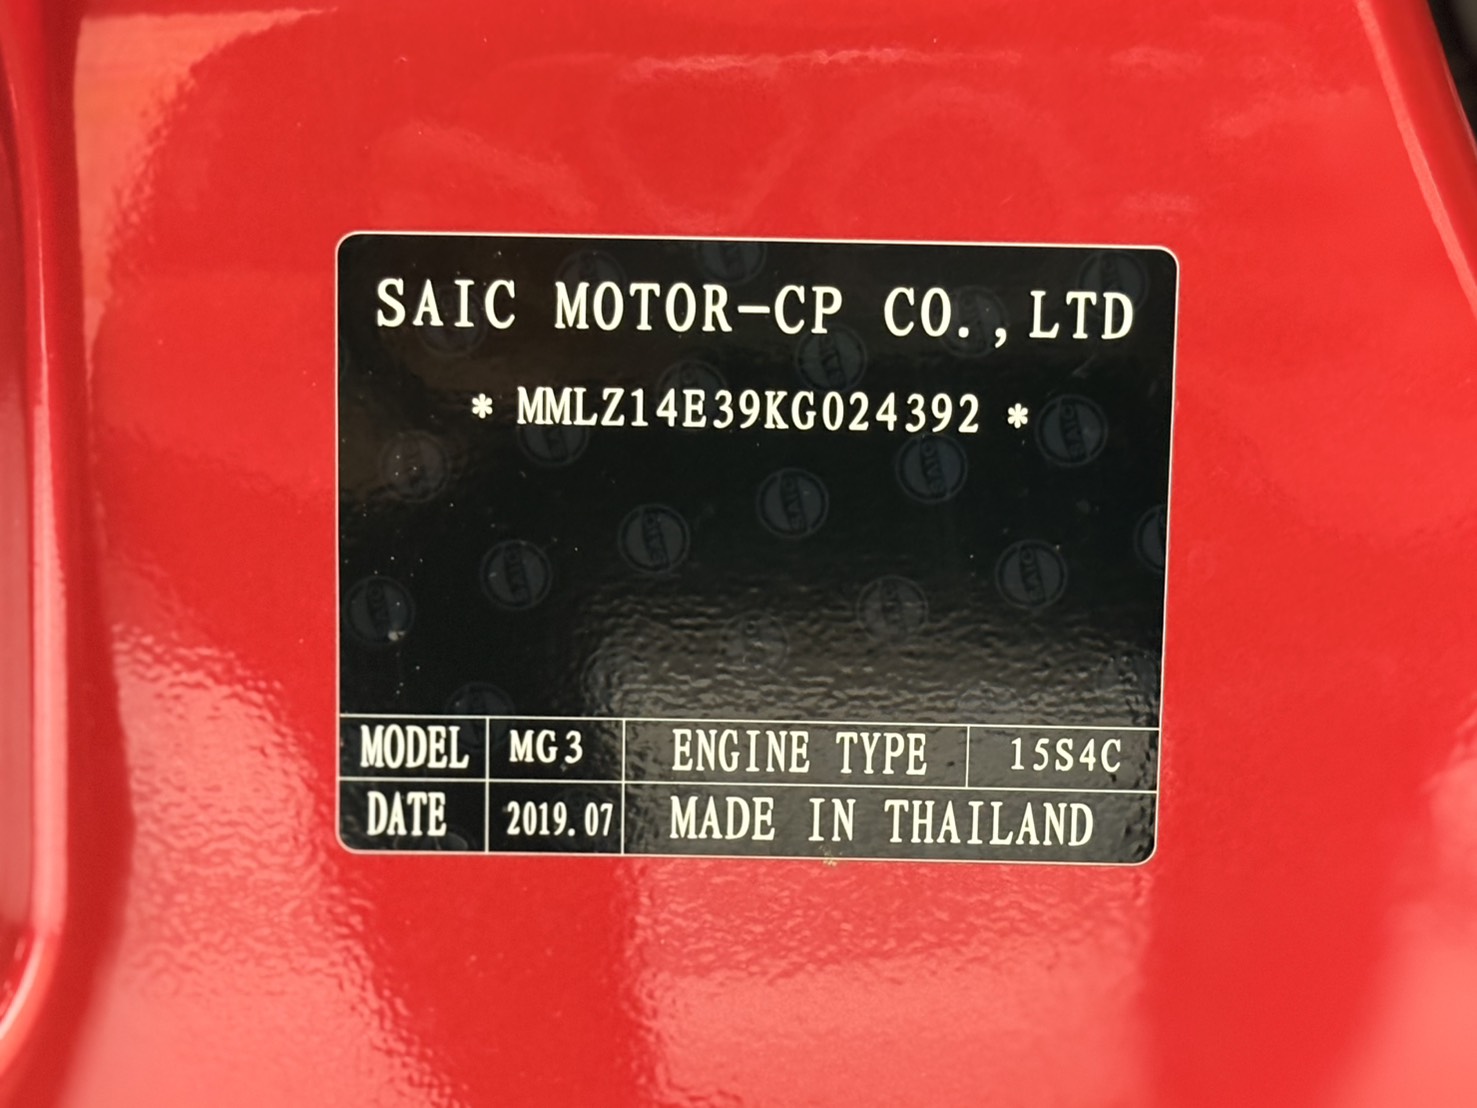 SAIC MOTOR-CP CO.,LTD
* MMLZ14E39KG024392 *
MODEL MG3 ENGINE TYPE 15S4C
DATE 2019.07 MADE IN THAILAND